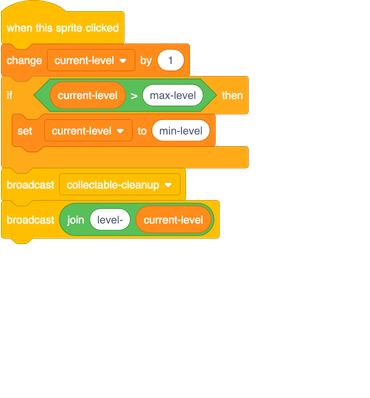 when this sprite clicked
change current-level by 1
if current-level > max-level then
set current-level to min-level
broadcast collectable-cleanup
broadcast join level- current-level